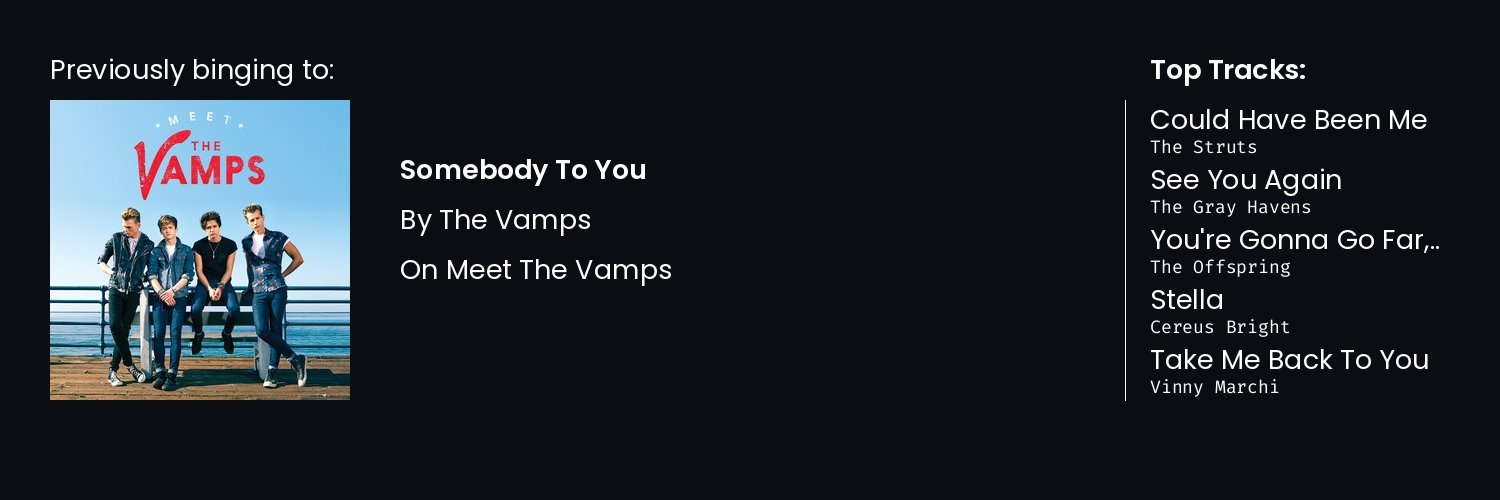 Previously binging to:
* MEET *
THE
VAMPS
Somebody To You
By The Vamps
On Meet The Vamps
Top Tracks:
Could Have Been Me
The Struts
See You Again
The Gray Havens
You're Gonna Go Far,..
The Offspring
Stella
Cereus Bright
Take Me Back To You
Vinny Marchi